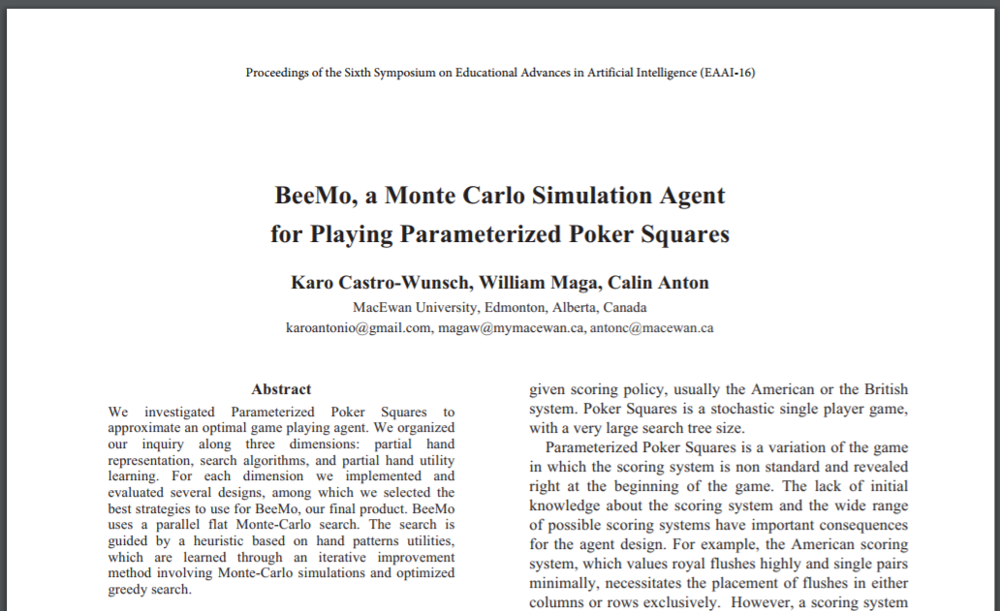 Proceedings of the Sixth Symposium on Educational Advances in Artificial Intelligence (EAAI-16)
BeeMo, a Monte Carlo Simulation Agent
for Playing Parameterized Poker Squares
Karo Castro-Wunsch, William Maga, Calin Anton
MacEwan University, Edmonton, Alberta, Canada
karoantonio@gmail.com, magaw@mymacewan.ca, antonc@macewan.ca
Abstract
We investigated Parameterized Poker Squares to
approximate an optimal game playing agent. We organized
our inquiry along three dimensions: partial hand
representation, search algorithms, and partial hand utility
learning. For each dimension we implemented and
evaluated several designs, among which we selected the
best strategies to use for BeeMo, our final product. BeeMo
uses a parallel flat Monte-Carlo search. The search is
guided by a heuristic based on hand patterns utilities,
which are learned through an iterative improvement
method involving Monte-Carlo simulations and optimized
greedy search.
given scoring policy, usually the American or the British
system. Poker Squares is a stochastic single player game,
with a very large search tree size.
Parameterized Poker Squares is a variation of the game
in which the scoring system is non standard and revealed
right at the beginning of the game. The lack of initial
knowledge about the scoring system and the wide range
of possible scoring systems have important consequences
for the agent design. For example, the American scoring
system, which values royal flushes highly and single pairs
minimally, necessitates the placement of flushes in either
columns or rows exclusively. However, a scoring system